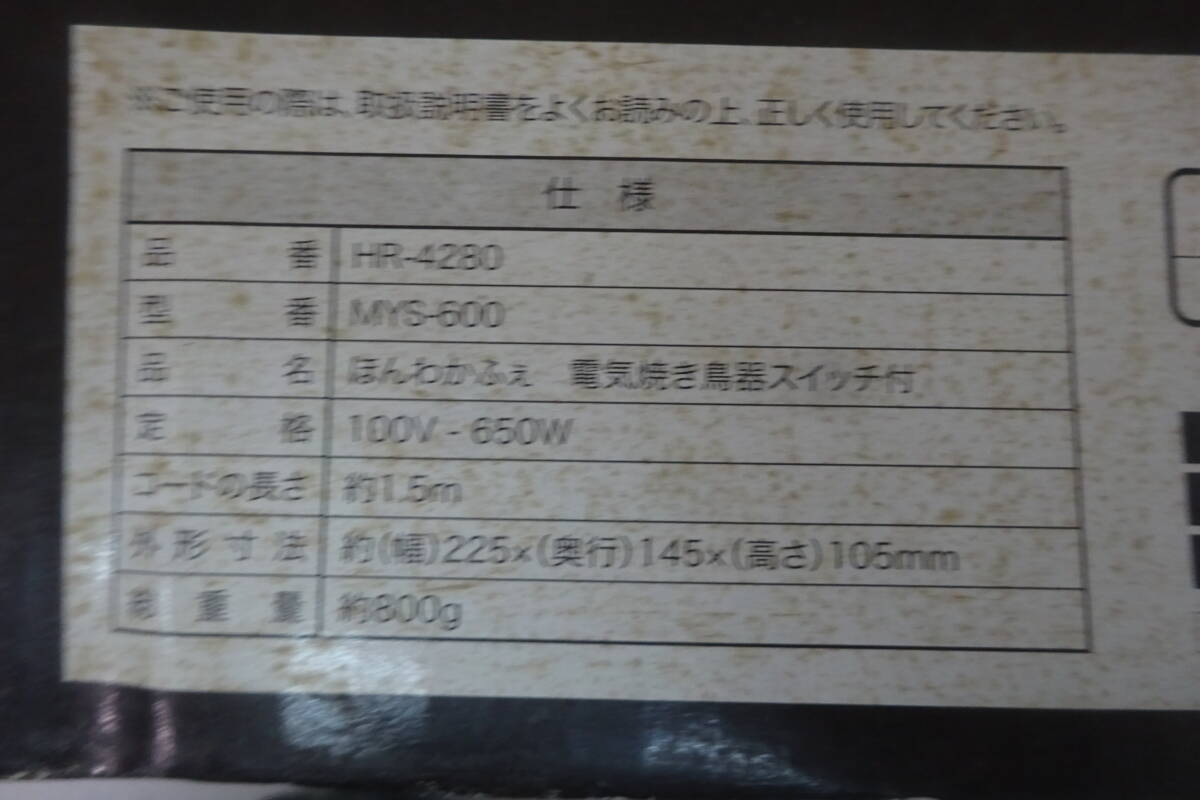 ※ご使用の際は、取扱説明書をよくお読みの上、正しく使用してください。
仕様
品番 HR-4280
型番 MYS-600
品名 ほんわかふぇ 電気焼き鳥器スイッチ付
定格 100V - 650W
コードの長さ 約1.5m
外形寸法 約(幅)225×(奥行)145×(高さ)105mm
総重量 約800g